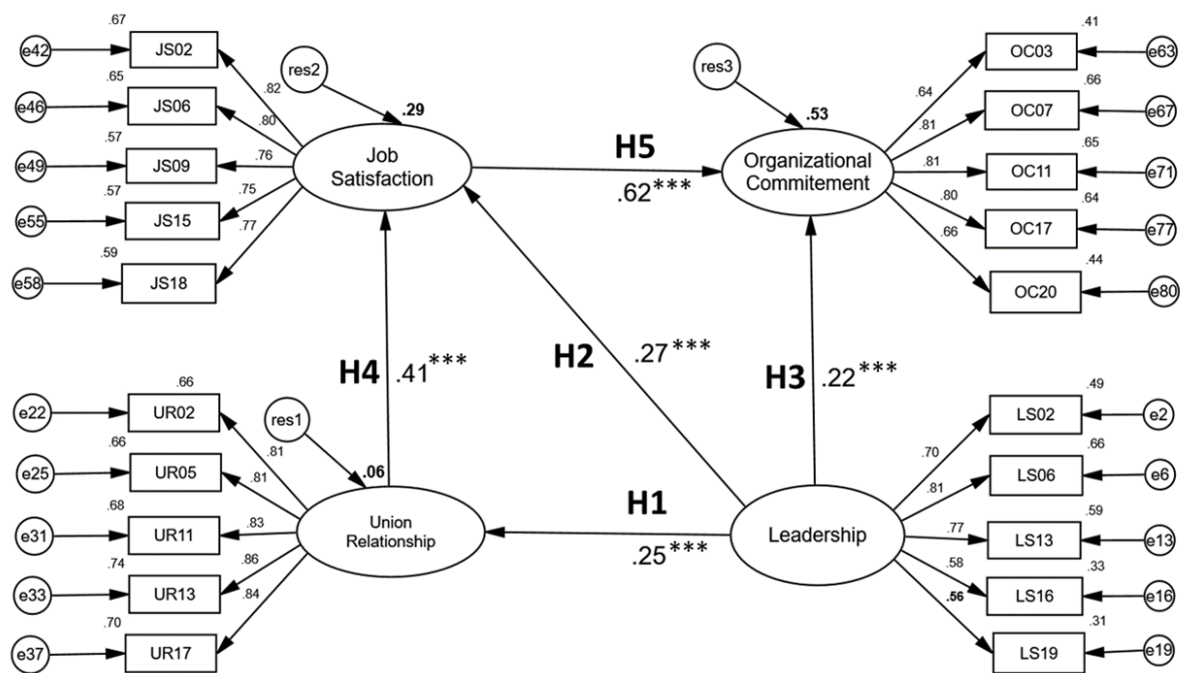 .67
e42
JS02
.82
.65
e46
JS06
.80
.57
e49
JS09
.76
.57
e55
JS15
.75
.59
e58
JS18
.77
res2
.29
Job
Satisfaction
H5
.62***
res3
.53
Organizational
Commitement
.41
OC03
e63
.64
.66
OC07
e67
.81
.65
OC11
e71
.81
.64
OC17
e77
.80
.44
OC20
e80
.66
H4
.41***
H2
.27***
H3
.22***
.66
e22
UR02
.81
.66
e25
UR05
.81
.68
e31
UR11
.83
.74
e33
UR13
.86
.70
e37
UR17
.84
res1
.06
Union
Relationship
H1
.25***
Leadership
.49
LS02
e2
.70
.66
LS06
e6
.81
.59
LS13
e13
.77
.33
LS16
e16
.58
.31
LS19
e19
.56